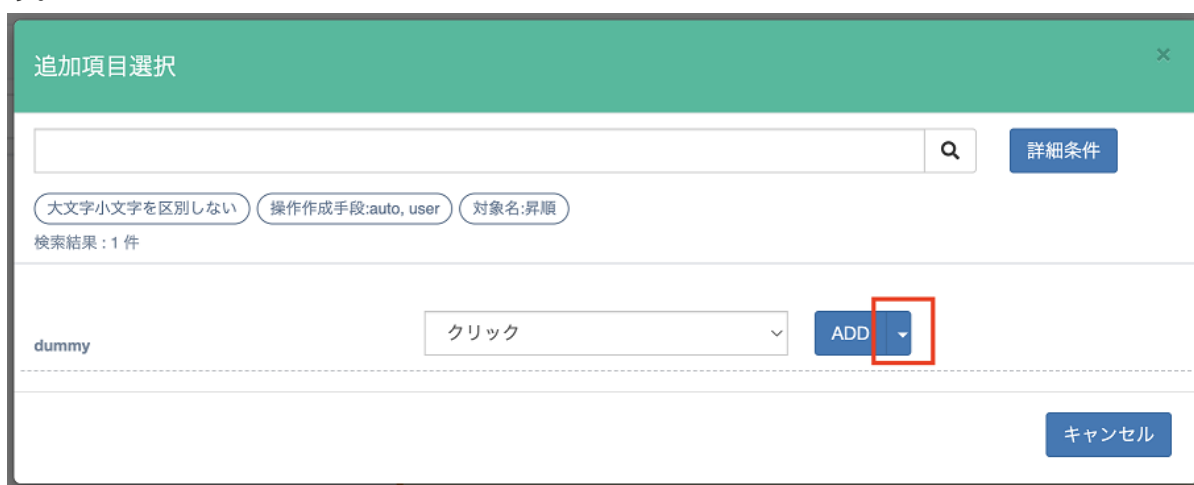 追加項目選択
×
詳細条件
大文字小文字を区別しない 操作作成手段:auto, user 対象名:昇順
検索結果 : 1 件
dummy クリック ADD
キャンセル